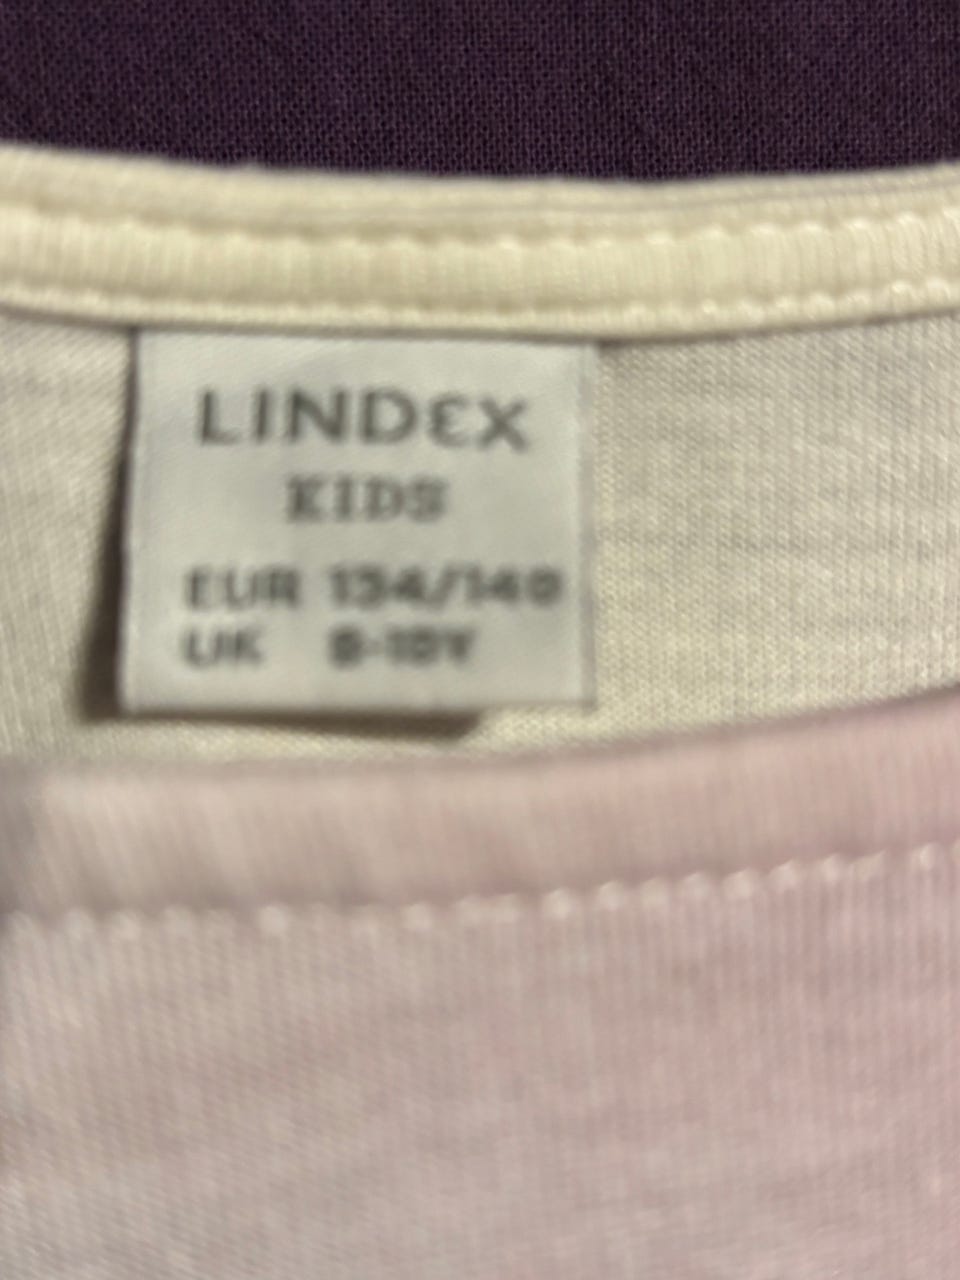 LINDEX
KIDS
EUR 134/140
UK 8-10Y